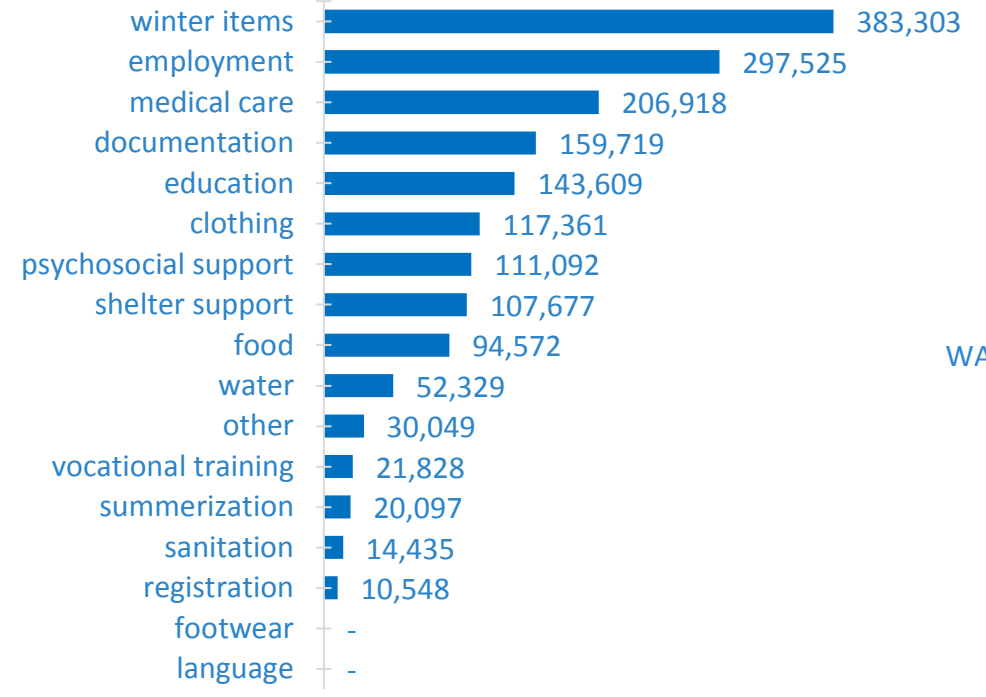 winter items 383,303
employment 297,525
medical care 206,918
documentation 159,719
education 143,609
clothing 117,361
psychosocial support 111,092
shelter support 107,677
food 94,572
WA
water 52,329
other 30,049
vocational training 21,828
summerization 20,097
sanitation 14,435
registration 10,548
footwear -
language -